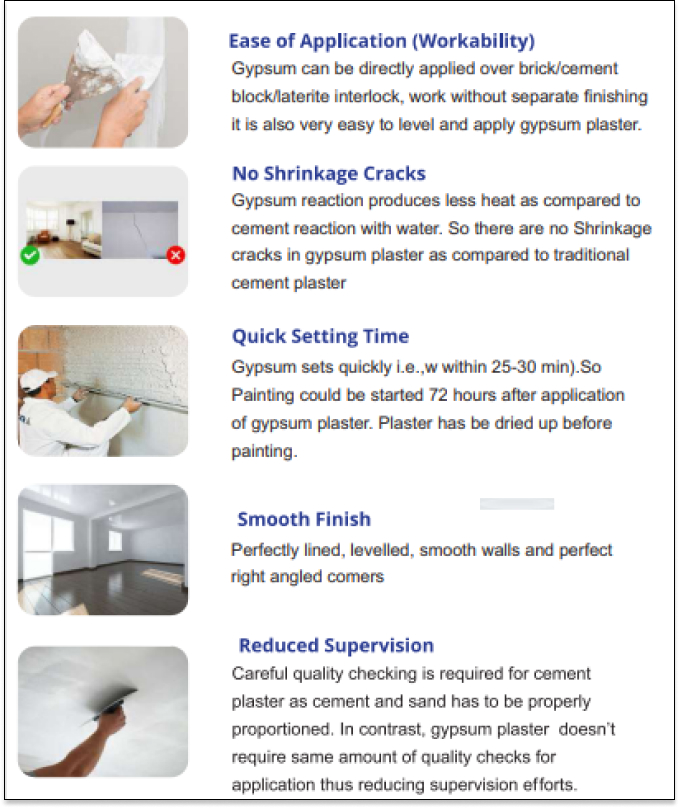 Ease of Application (Workability)
Gypsum can be directly applied over brick/cement
block/laterite interlock, work without separate finishing
it is also very easy to level and apply gypsum plaster.
No Shrinkage Cracks
Gypsum reaction produces less heat as compared to
cement reaction with water. So there are no Shrinkage
cracks in gypsum plaster as compared to traditional
cement plaster
Quick Setting Time
Gypsum sets quickly i.e.,w within 25-30 min).So
Painting could be started 72 hours after application
of gypsum plaster. Plaster has be dried up before
painting.
Smooth Finish
Perfectly lined, levelled, smooth walls and perfect
right angled comers
Reduced Supervision
Careful quality checking is required for cement
plaster as cement and sand has to be properly
proportioned. In contrast, gypsum plaster doesn't
require same amount of quality checks for
application thus reducing supervision efforts.